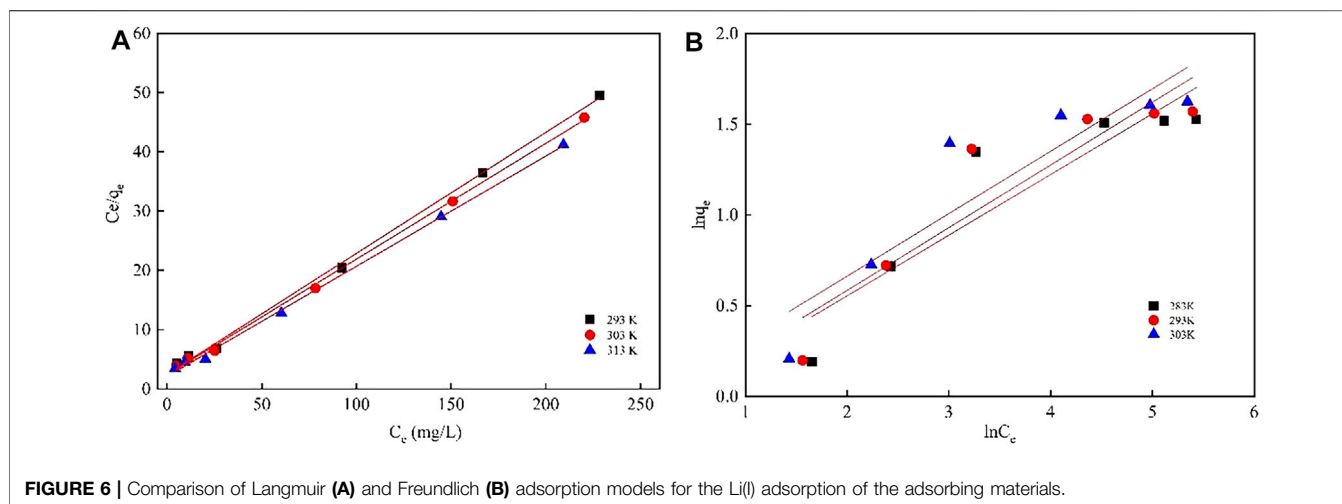 A
60
50
40
30
20
10
0
Ce/qe
0 50 100 150 200 250
Ce (mg/L)
293 K
303 K
313 K
B
2.0
1.5
1.0
0.5
0.0
lnqe
1 2 3 4 5 6
lnCe
283K
293K
303K
FIGURE 6 | Comparison of Langmuir (A) and Freundlich (B) adsorption models for the Li(I) adsorption of the adsorbing materials.